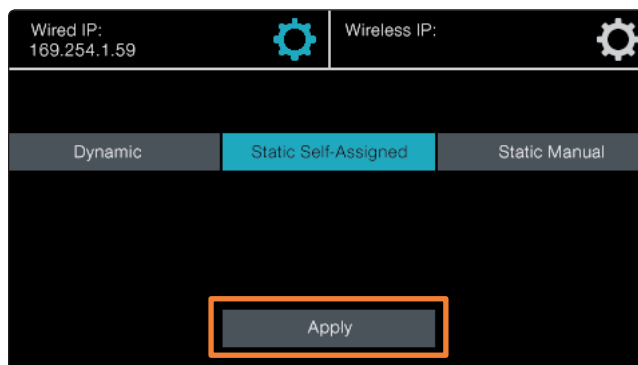 Wired IP:
169.254.1.59
Wireless IP:
Dynamic
Static Self-Assigned
Static Manual
Apply